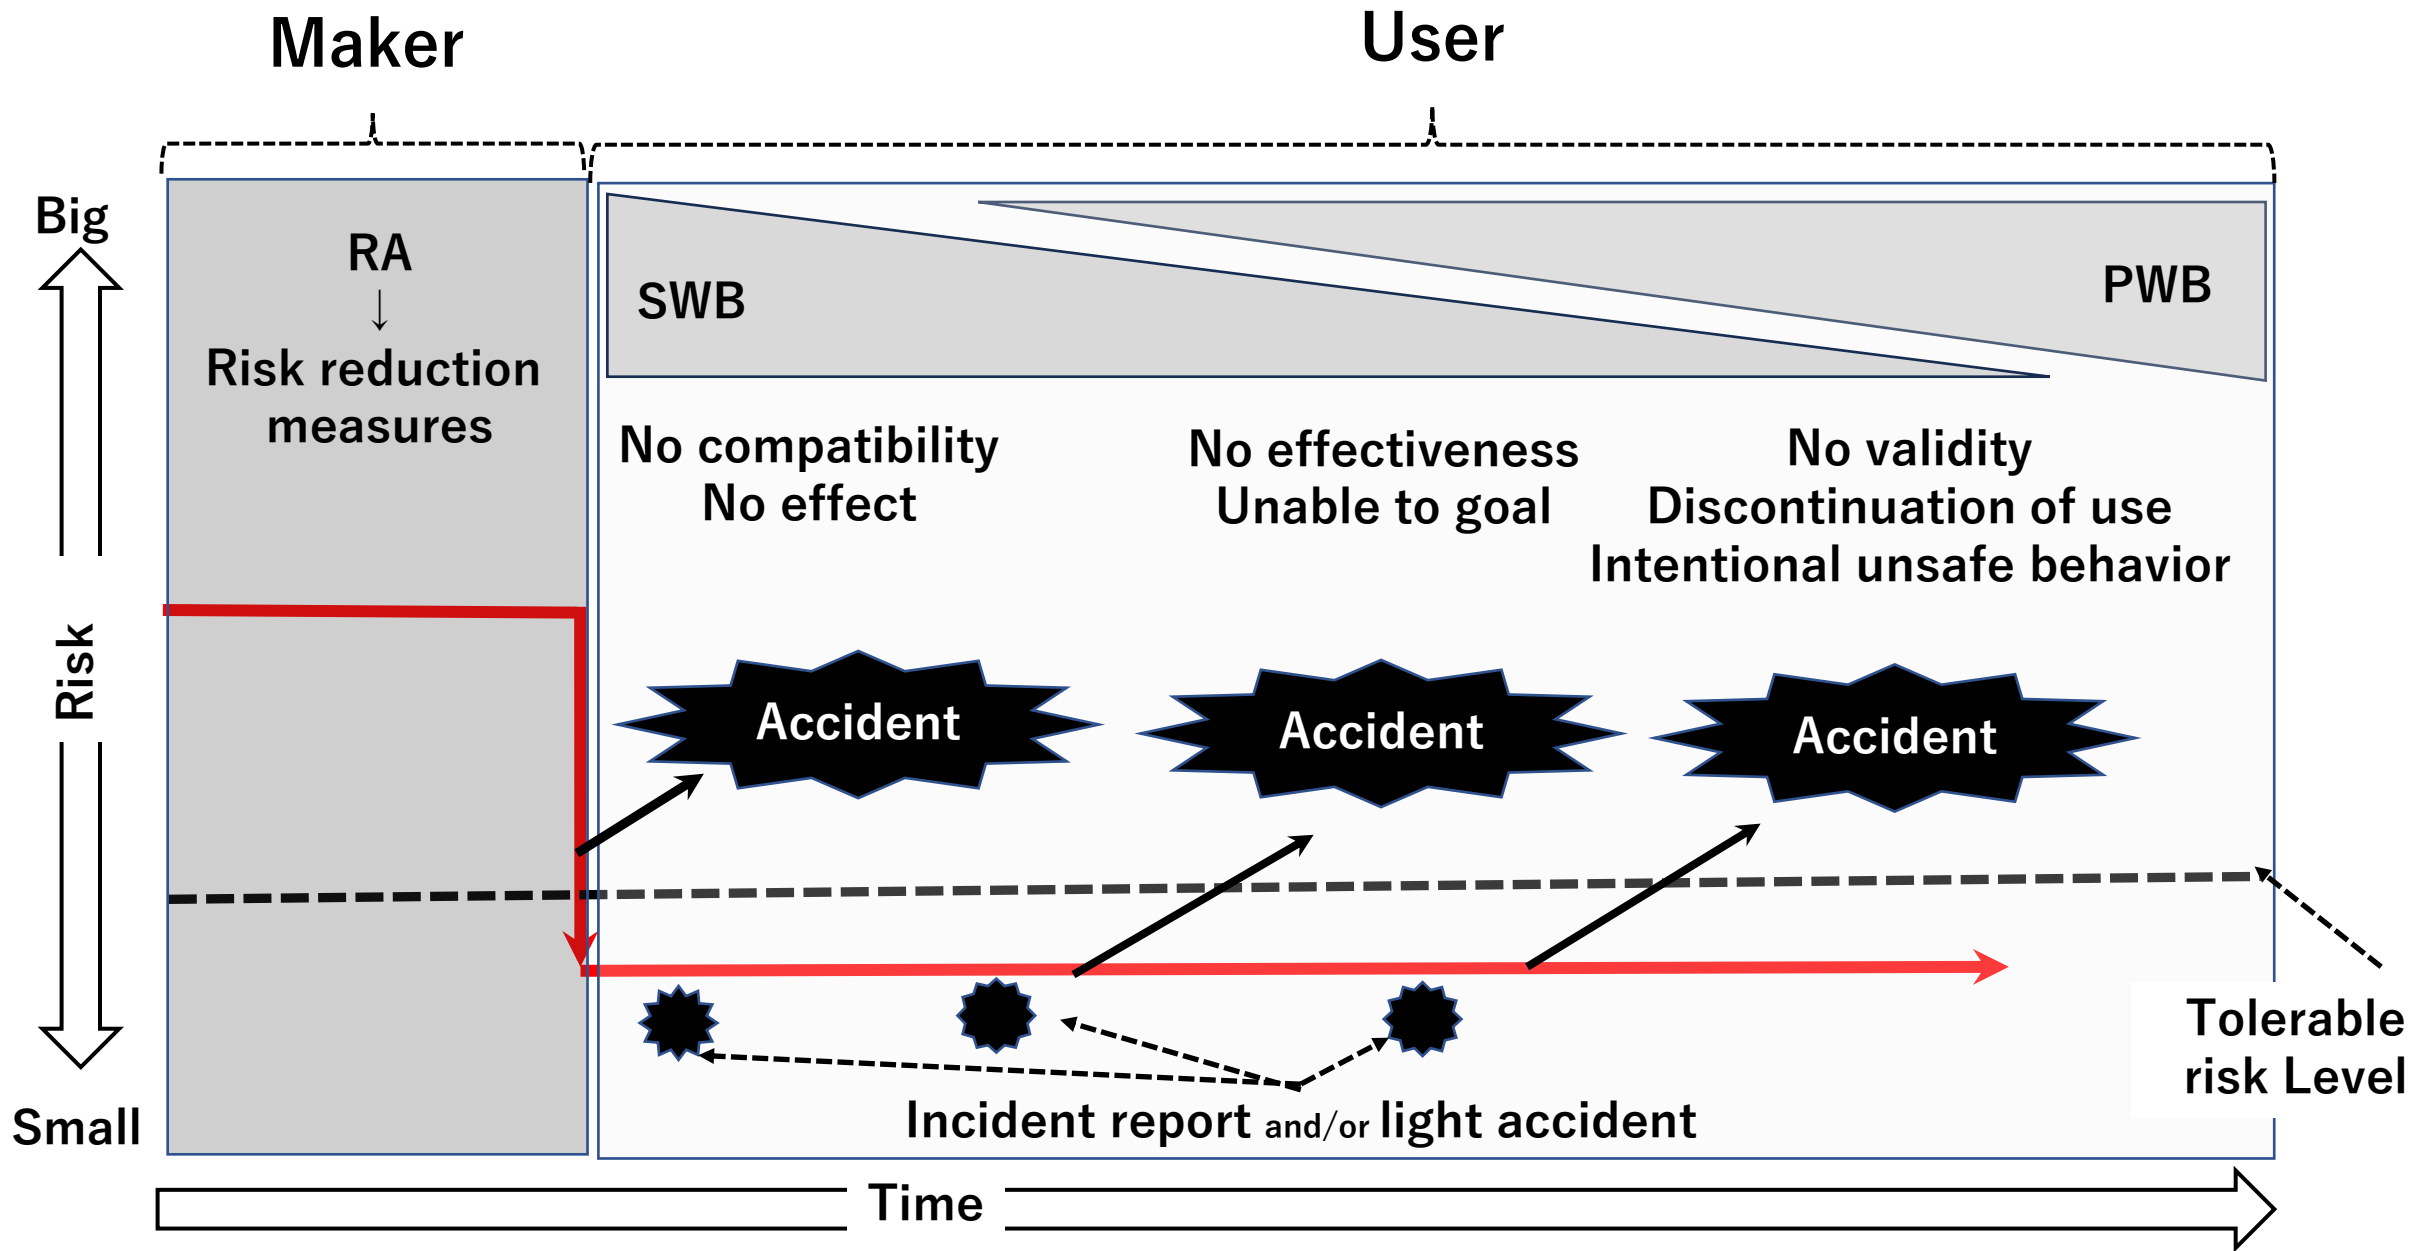 Maker
User
Big
RA
↓
Risk reduction
measures
SWB
PWB
No compatibility
No effect
No effectiveness
Unable to goal
No validity
Discontinuation of use
Intentional unsafe behavior
Risk
Accident
Accident
Accident
Tolerable
risk Level
Small
Incident report and/or light accident
Time